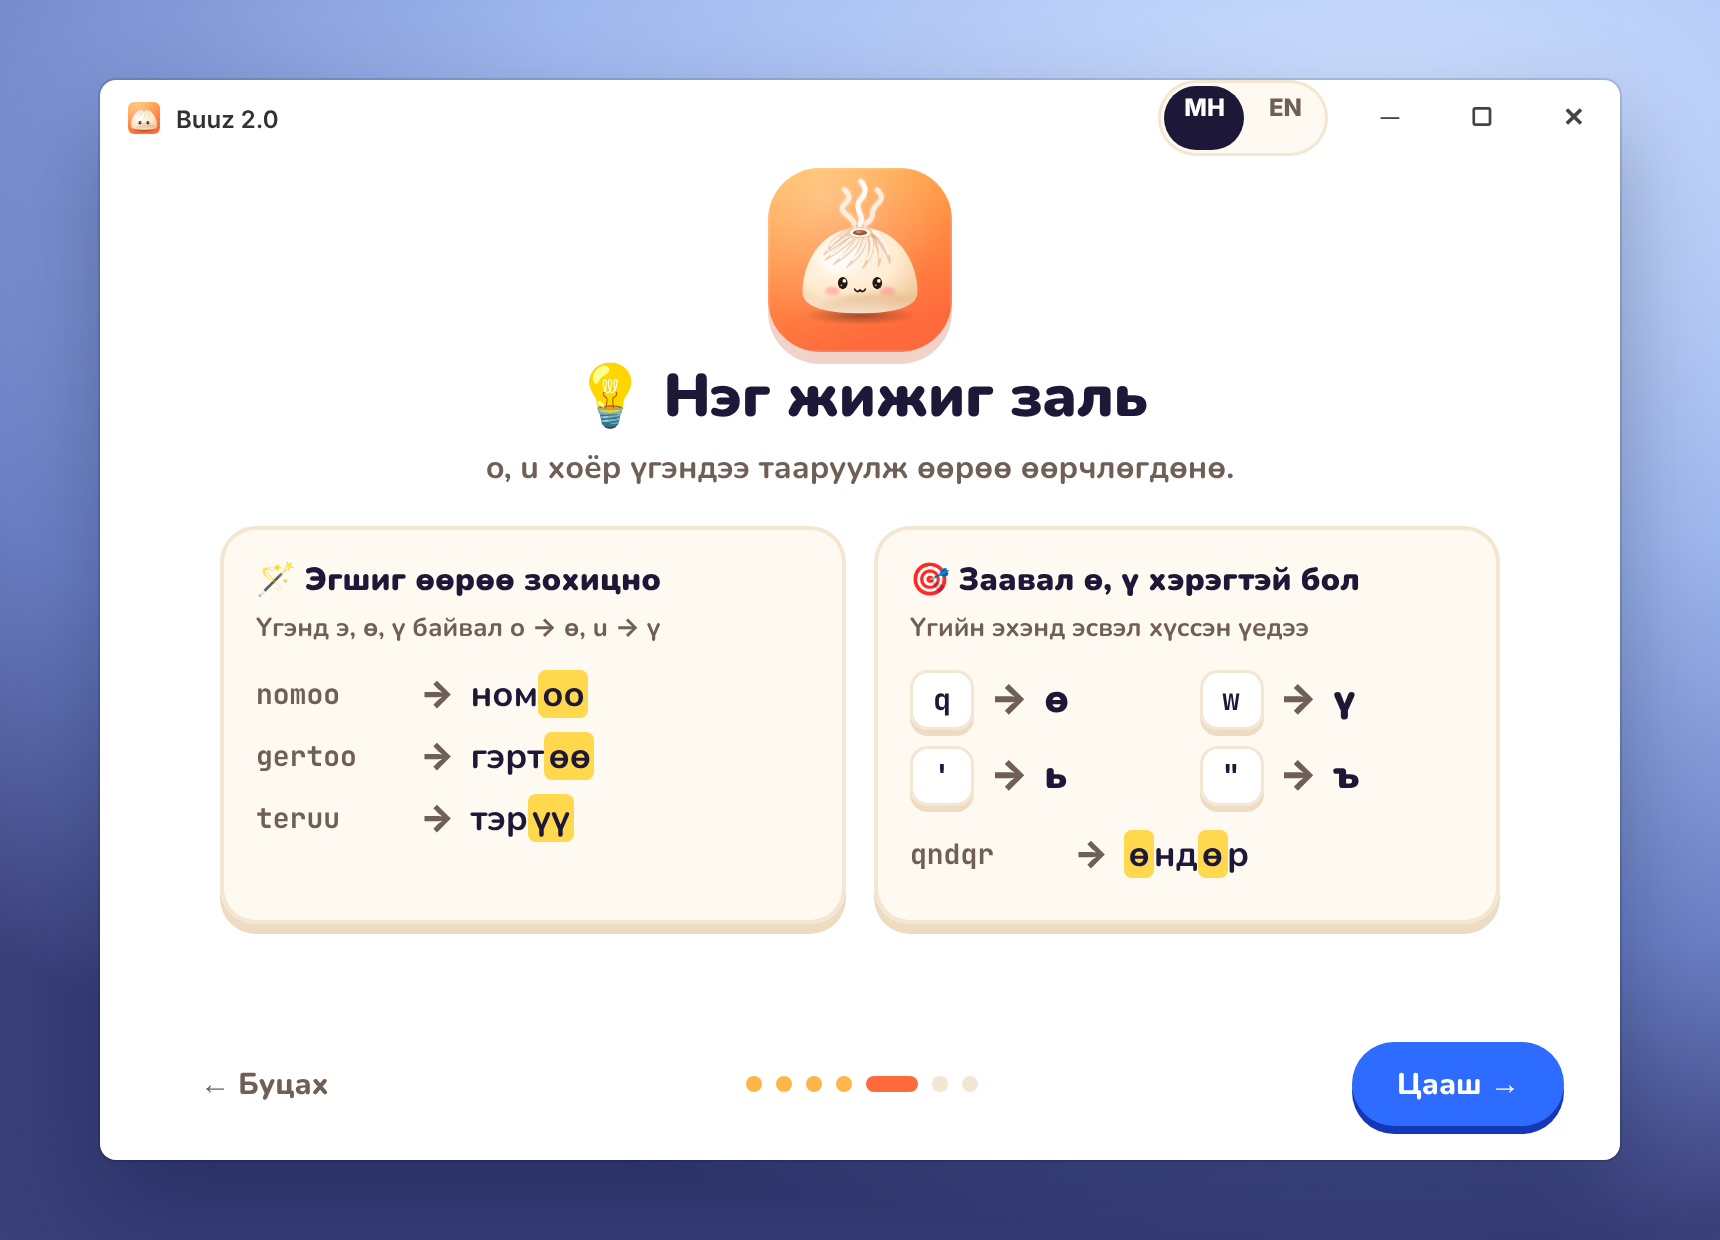 Buuz 2.0
МН EN
Нэг жижиг заль
o, u хоёр үгэндээ тааруулж өөрөө өөрчлөгдөнө.
Эгшиг өөрөө зохицно
Үгэнд э, ө, ү байвал o → ө, u → ү
nomoo → номоо
gertoo → гэртөө
teruu → тэрүү
Заавал ө, ү хэрэгтэй бол
Үгийн эхэнд эсвэл хүссэн үедээ
q → ө w → ү
' → ь " → ъ
qndqr → өндөр
← Буцах
Цааш →